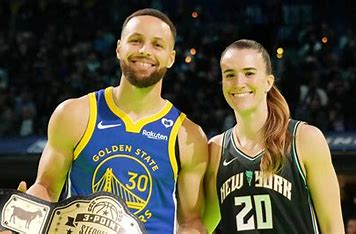 Rakuten
GOLDEN STATE
30
NEW YORK
20
3-POINT